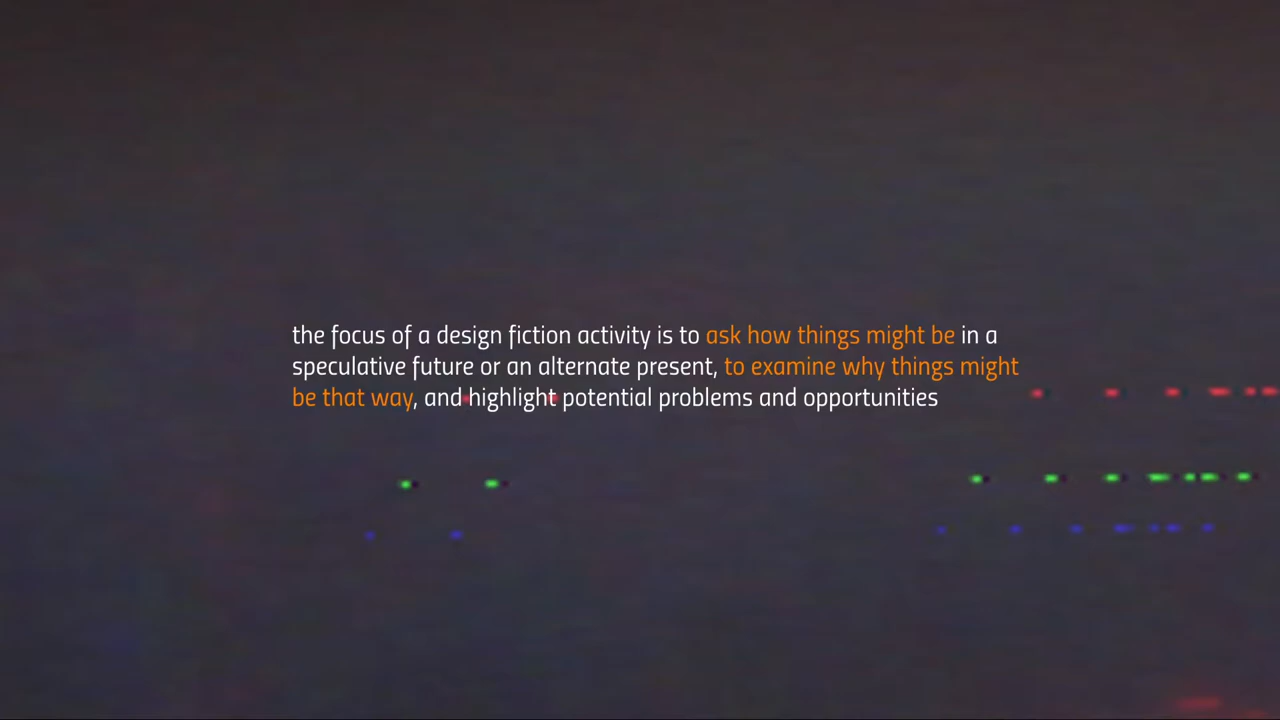 the focus of a design fiction activity is to ask how things might be in a
speculative future or an alternate present, to examine why things might
be that way, and highlight potential problems and opportunities